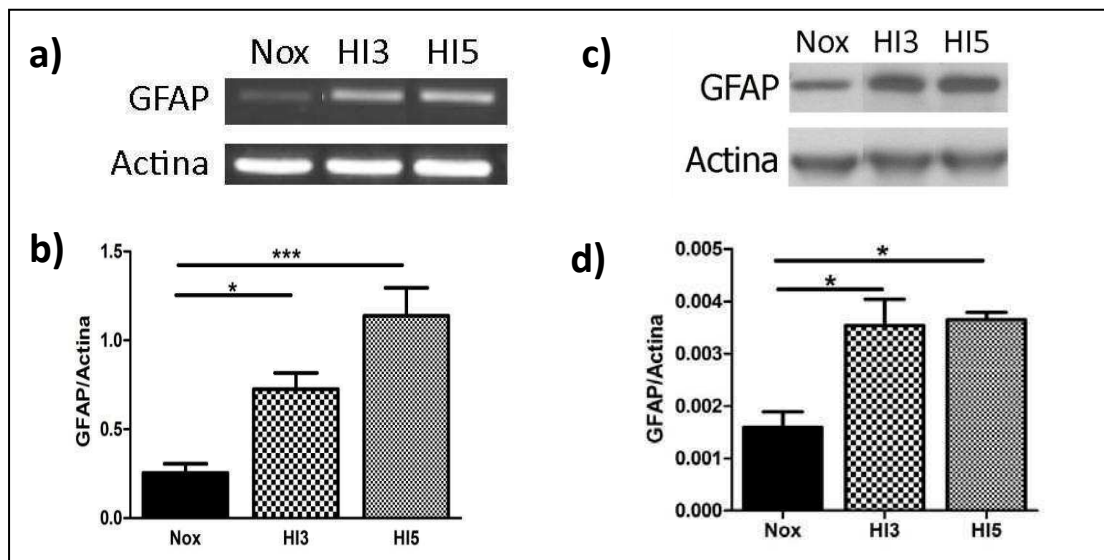 a)
Nox HI3 HI5
GFAP
Actina
b)
GFAP/Actina
1.5
1.0
0.5
0.0
***
*
Nox HI3 HI5
c)
Nox HI3 HI5
GFAP
Actina
d)
GFAP/Actina
0.005
0.004
0.003
0.002
0.001
0.000
*
*
Nox HI3 HI5